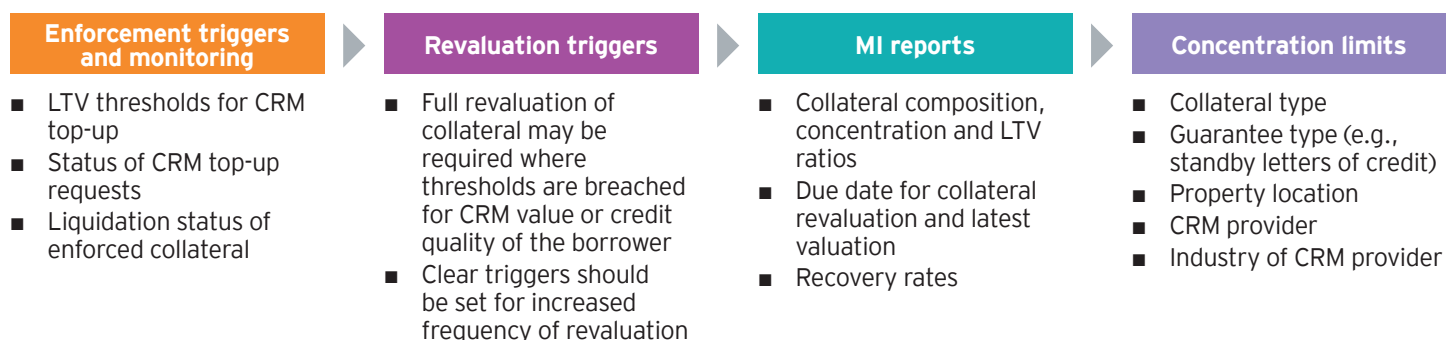 Enforcement triggers
and monitoring
■ LTV thresholds for CRM
top-up
■ Status of CRM top-up
requests
■ Liquidation status of
enforced collateral
Revaluation triggers
■ Full revaluation of
collateral may be
required where
thresholds are breached
for CRM value or credit
quality of the borrower
■ Clear triggers should
be set for increased
frequency of revaluation
MI reports
■ Collateral composition,
concentration and LTV
ratios
■ Due date for collateral
revaluation and latest
valuation
■ Recovery rates
Concentration limits
■ Collateral type
■ Guarantee type (e.g.,
standby letters of credit)
■ Property location
■ CRM provider
■ Industry of CRM provider